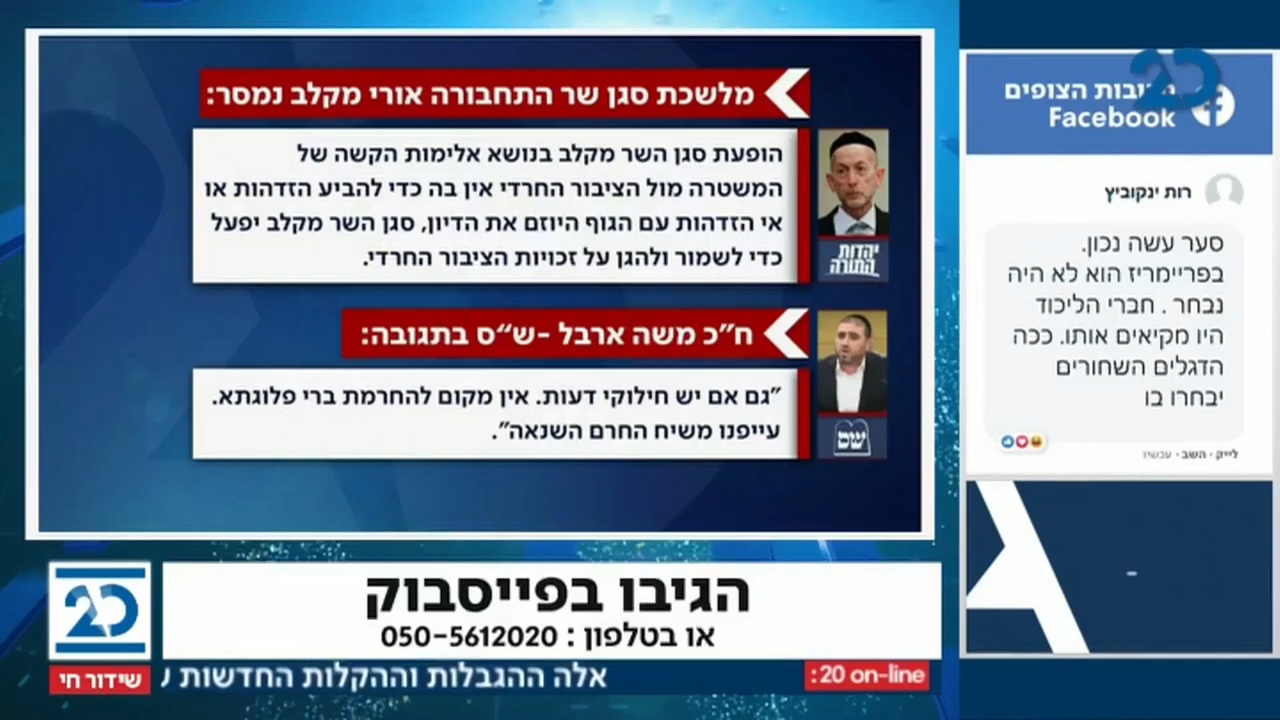 מלשכת סגן שר התחבורה אורי מקלב נמסר:
הופעת סגן השר מקלב בנושא אלימות הקשה של
המשטרה מול הציבור החרדי אין בה כדי להביע הזדהות או
אי הזדהות עם הגוף היוזם את הדיון, סגן השר מקלב יפעל
כדי לשמור ולהגן על זכויות הציבור החרדי.
יהדות
התורה
ח"כ משה ארבל -ש"ס בתגובה:
"גם אם יש חילוקי דעות. אין מקום להחרמת ברי פלוגתא.
עייפנו משיח החרם השנאה".
שס
20
הצופים
Facebook
רות ינקוביץ
סער עשה נכון.
בפריימריז הוא לא היה
נבחר . חברי הליכוד
היו מקיאים אותו. ככה
הדגלים השחורים
יבחרו בו
לייק · השב · עכשיו
הגיבו בפייסבוק
או בטלפון : 050-5612020
20
שידור חי
20 on-line:
אלה ההגבלות וההקלות החדשות